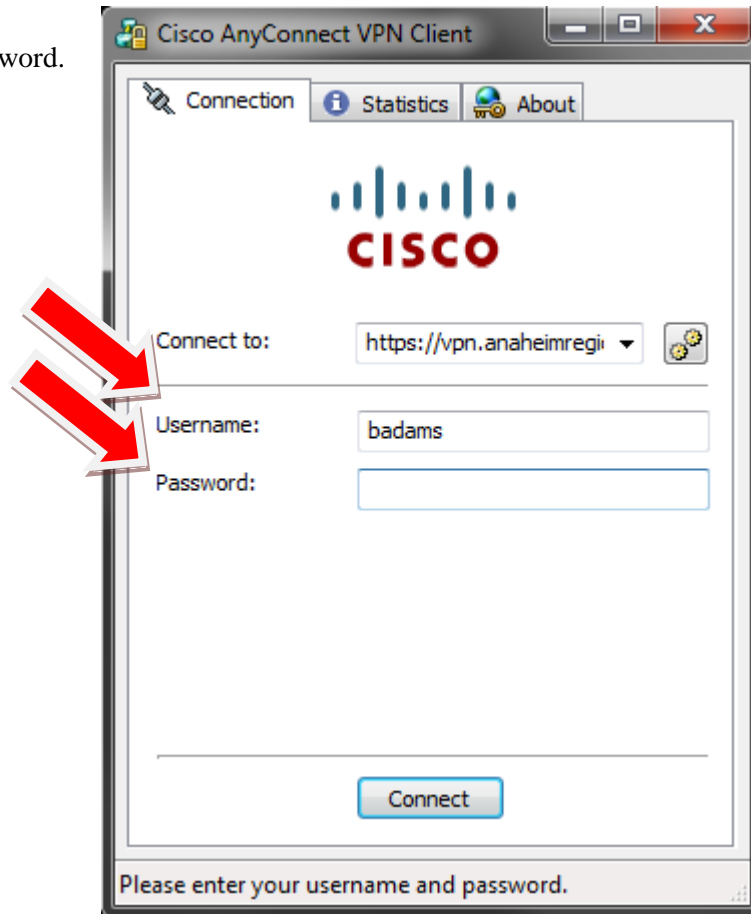 Cisco AnyConnect VPN Client
word.
Connection Statistics About
CISCO
Connect to: https://vpn.anaheimregi
Username: badams
Password:
Connect
Please enter your username and password.